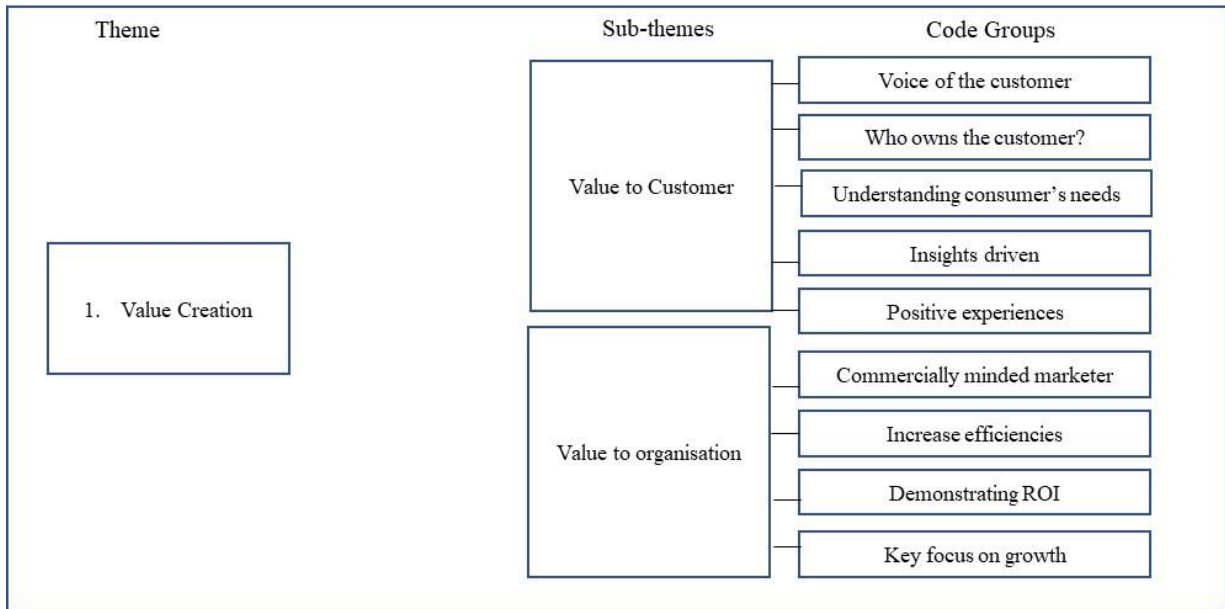 Theme
Sub-themes
Code Groups
1. Value Creation
Value to Customer
Voice of the customer
Who owns the customer?
Understanding consumer’s needs
Insights driven
Positive experiences
Value to organisation
Commercially minded marketer
Increase efficiencies
Demonstrating ROI
Key focus on growth